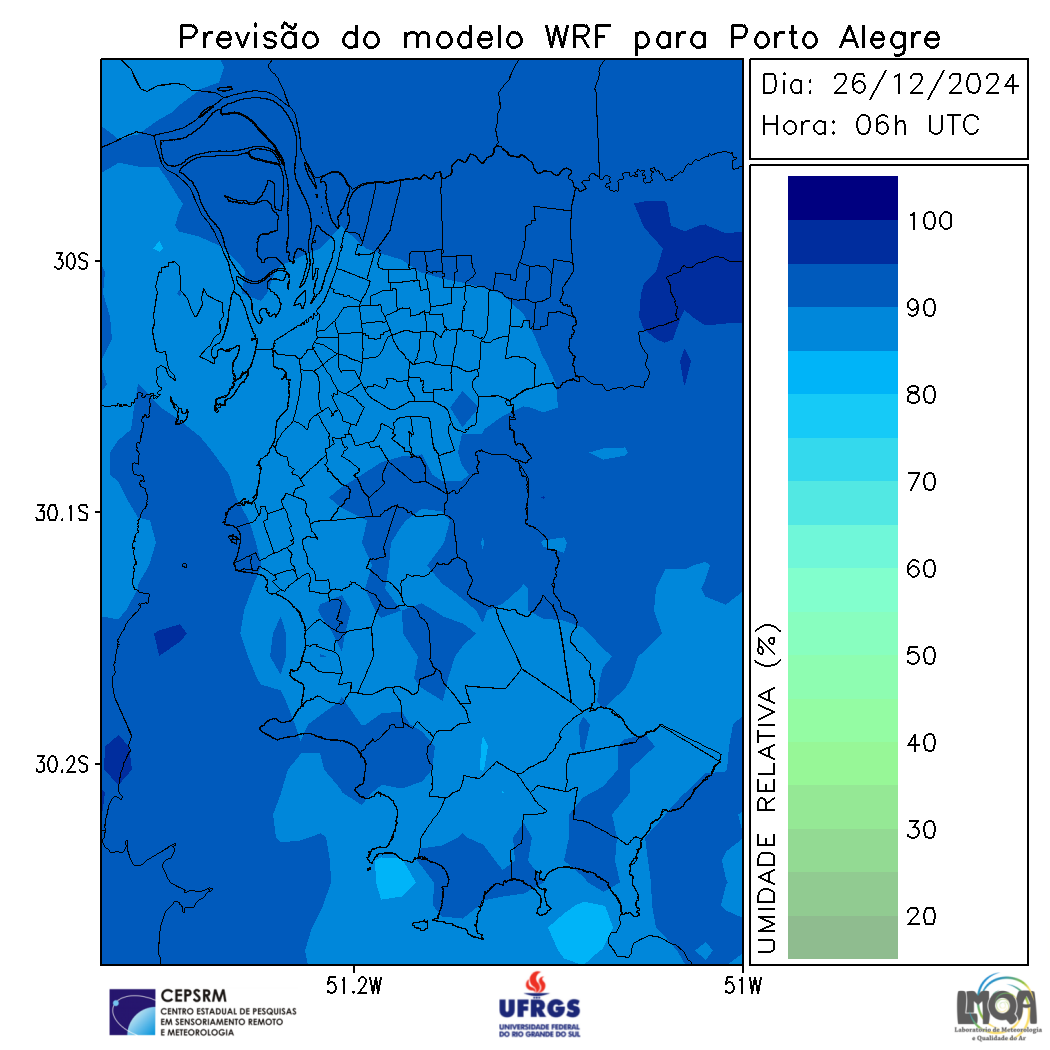 Previsão do modelo WRF para Porto Alegre
Dia: 26/12/2024
Hora: 06h UTC
30S
30.1S
30.2S
51.2W
51W
100
90
80
70
60
50
40
30
20
UMIDADE RELATIVA (%)
CEPSRM
CENTRO ESTADUAL DE PESQUISAS
EM SENSORIAMENTO REMOTO
E METEOROLOGIA
UFRGS
UNIVERSIDADE FEDERAL
DO RIO GRANDE DO SUL
LMQA
Laboratório de Meteorologia
e Qualidade do Ar